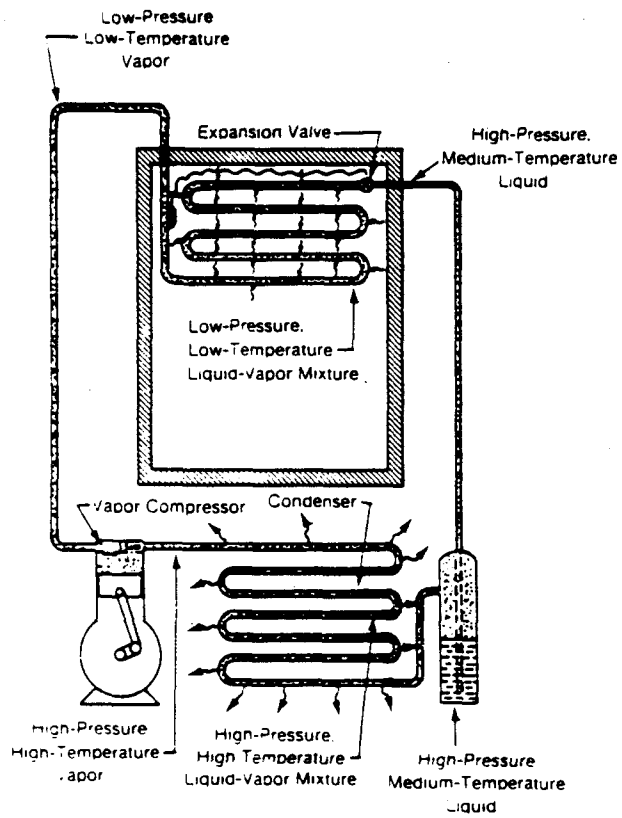 Low-Pressure
Low-Temperature
Vapor
Expansion Valve
High-Pressure.
Medium-Temperature
Liquid
Low-Pressure.
Low-Temperature
Liquid-Vapor Mixture
Vapor Compressor
Condenser
High-Pressure
High-Temperature
Vapor
High-Pressure.
High Temperature
Liquid-Vapor Mixture
High-Pressure
Medium-Temperature
Liquid